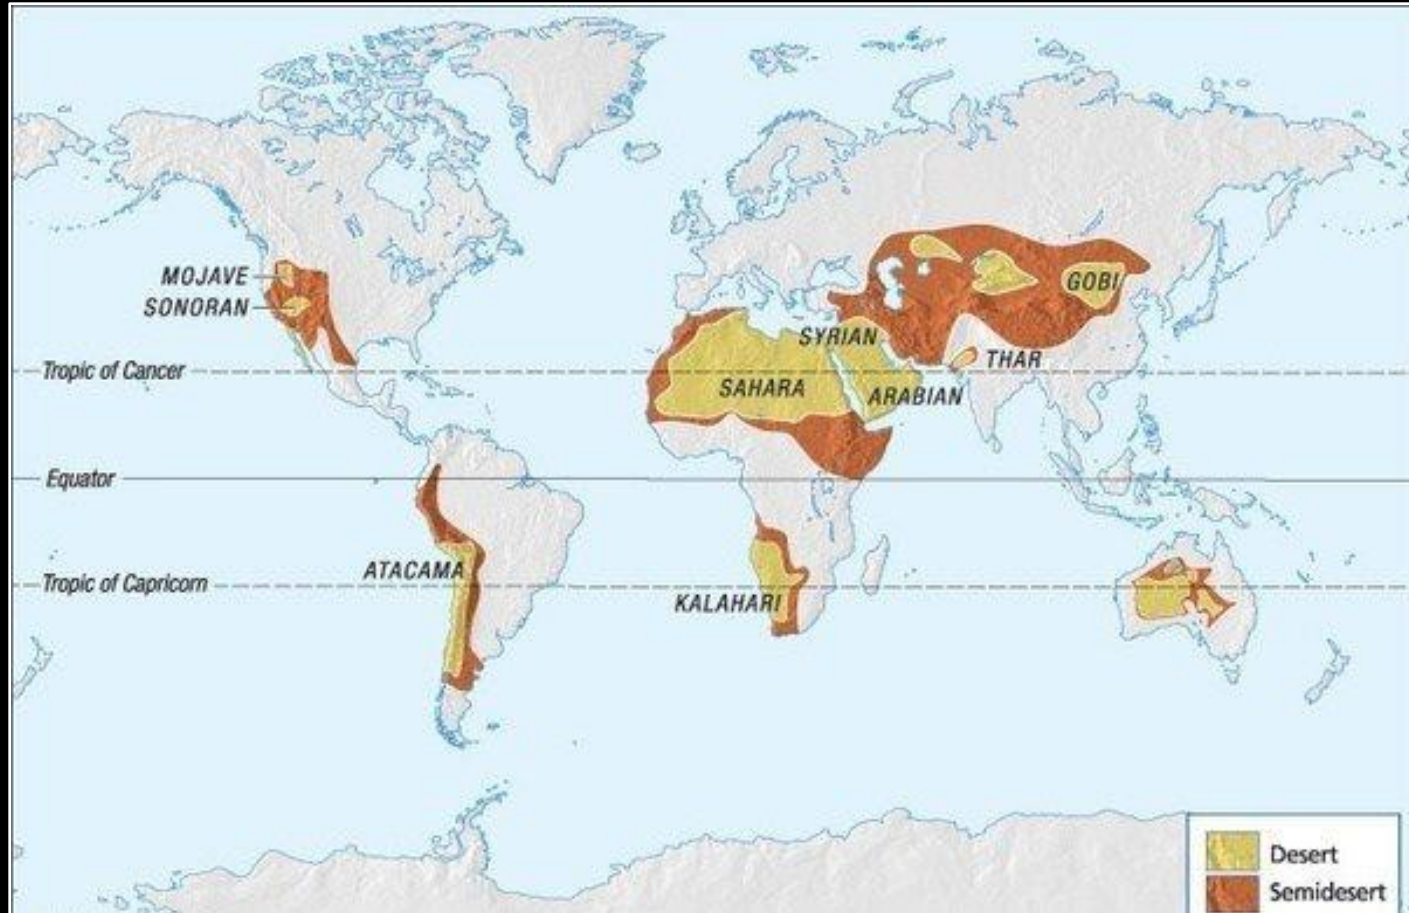 MOJAVE
SONORAN
GOBI
SYRIAN
THAR
Tropic of Cancer
SAHARA
ARABIAN
Equator
ATACAMA
Tropic of Capricorn
KALAHARI
Desert
Semidesert